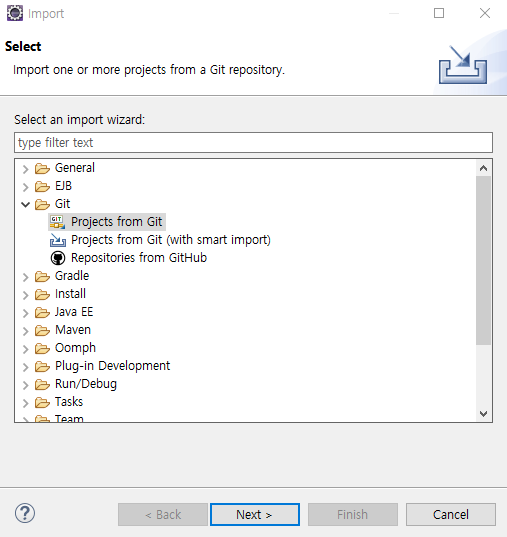 Import
Select
Import one or more projects from a Git repository.
Select an import wizard:
type filter text
General
EJB
Git
GIT Projects from Git
Projects from Git (with smart import)
Repositories from GitHub
Gradle
Install
Java EE
Maven
Oomph
Plug-in Development
Run/Debug
Tasks
Team
? < Back Next > Finish Cancel